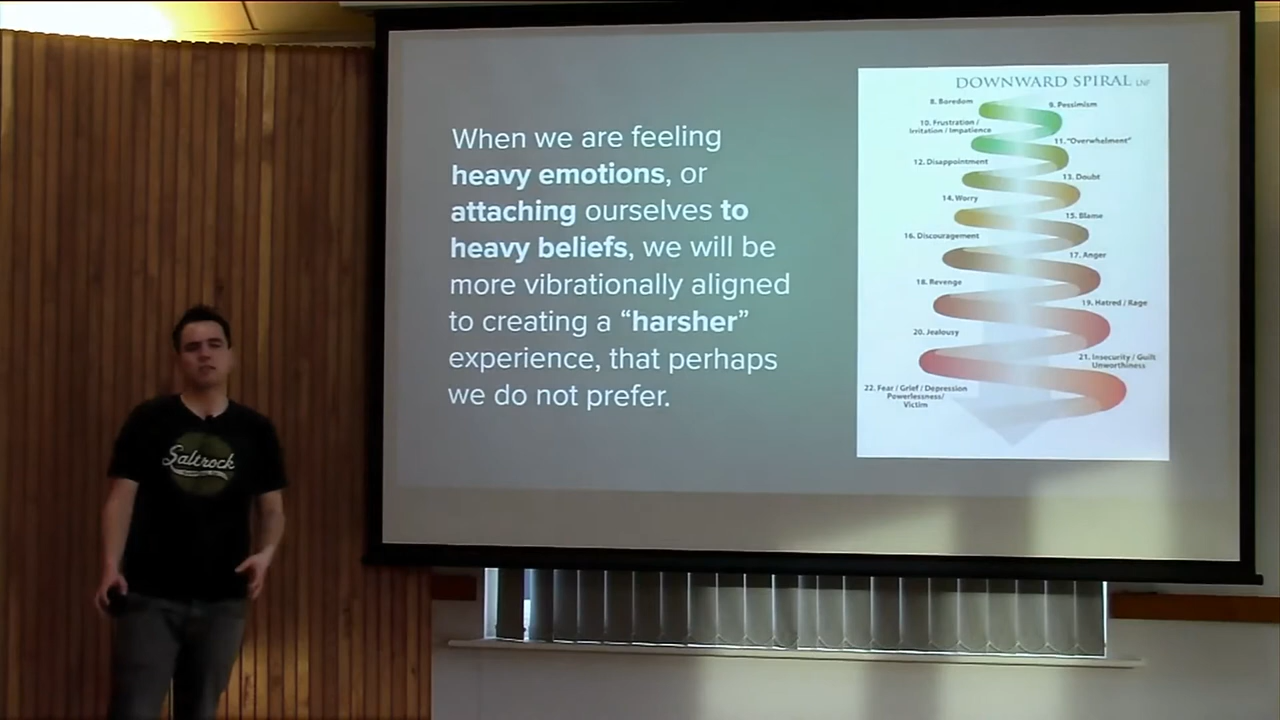 When we are feeling
heavy emotions, or
attaching ourselves to
heavy beliefs, we will be
more vibrationally aligned
to creating a “harsher”
experience, that perhaps
we do not prefer.
DOWNWARD SPIRAL LNF
8. Boredom
9. Pessimism
10. Frustration /
Irritation / Impatience
11. "Overwhelment"
12. Disappointment
13. Doubt
14. Worry
15. Blame
16. Discouragement
17. Anger
18. Revenge
19. Hatred / Rage
20. Jealousy
21. Insecurity / Guilt
Unworthiness
22. Fear / Grief / Depression
Powerlessness/
Victim
Saltrock